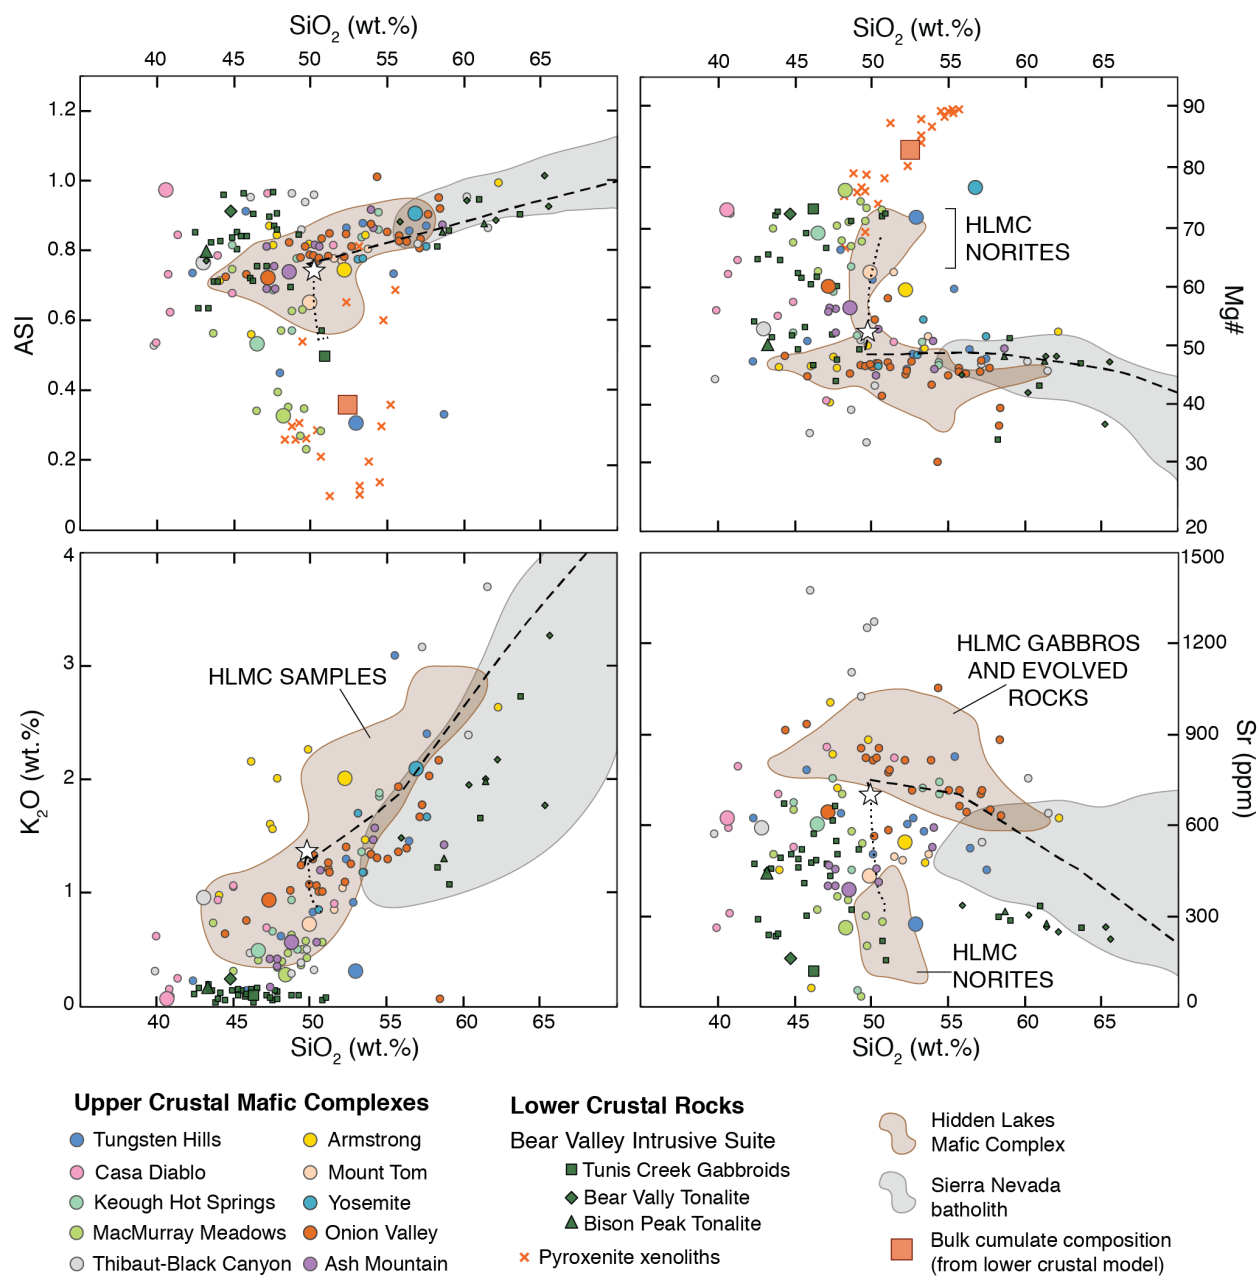 SiO2 (wt.%)
SiO2 (wt.%)
40 45 50 55 60 65
40 45 50 55 60 65
1.2
1.0
0.8
0.6
0.4
0.2
0
ASI
90
80
70
60
50
40
30
20
Mg#
HLMC
NORITES
4
3
2
1
0
K2O (wt.%)
HLMC SAMPLES
1500
1200
900
600
300
0
Sr (ppm)
HLMC GABBROS
AND EVOLVED
ROCKS
HLMC
NORITES
40 45 50 55 60 65
40 45 50 55 60 65
SiO2 (wt.%)
SiO2 (wt.%)
Upper Crustal Mafic Complexes
Tungsten Hills
Casa Diablo
Keough Hot Springs
MacMurray Meadows
Thibaut-Black Canyon
Armstrong
Mount Tom
Yosemite
Onion Valley
Ash Mountain
Lower Crustal Rocks
Bear Valley Intrusive Suite
Tunis Creek Gabbroids
Bear Vally Tonalite
Bison Peak Tonalite
Pyroxenite xenoliths
Hidden Lakes
Mafic Complex
Sierra Nevada
batholith
Bulk cumulate composition
(from lower crustal model)